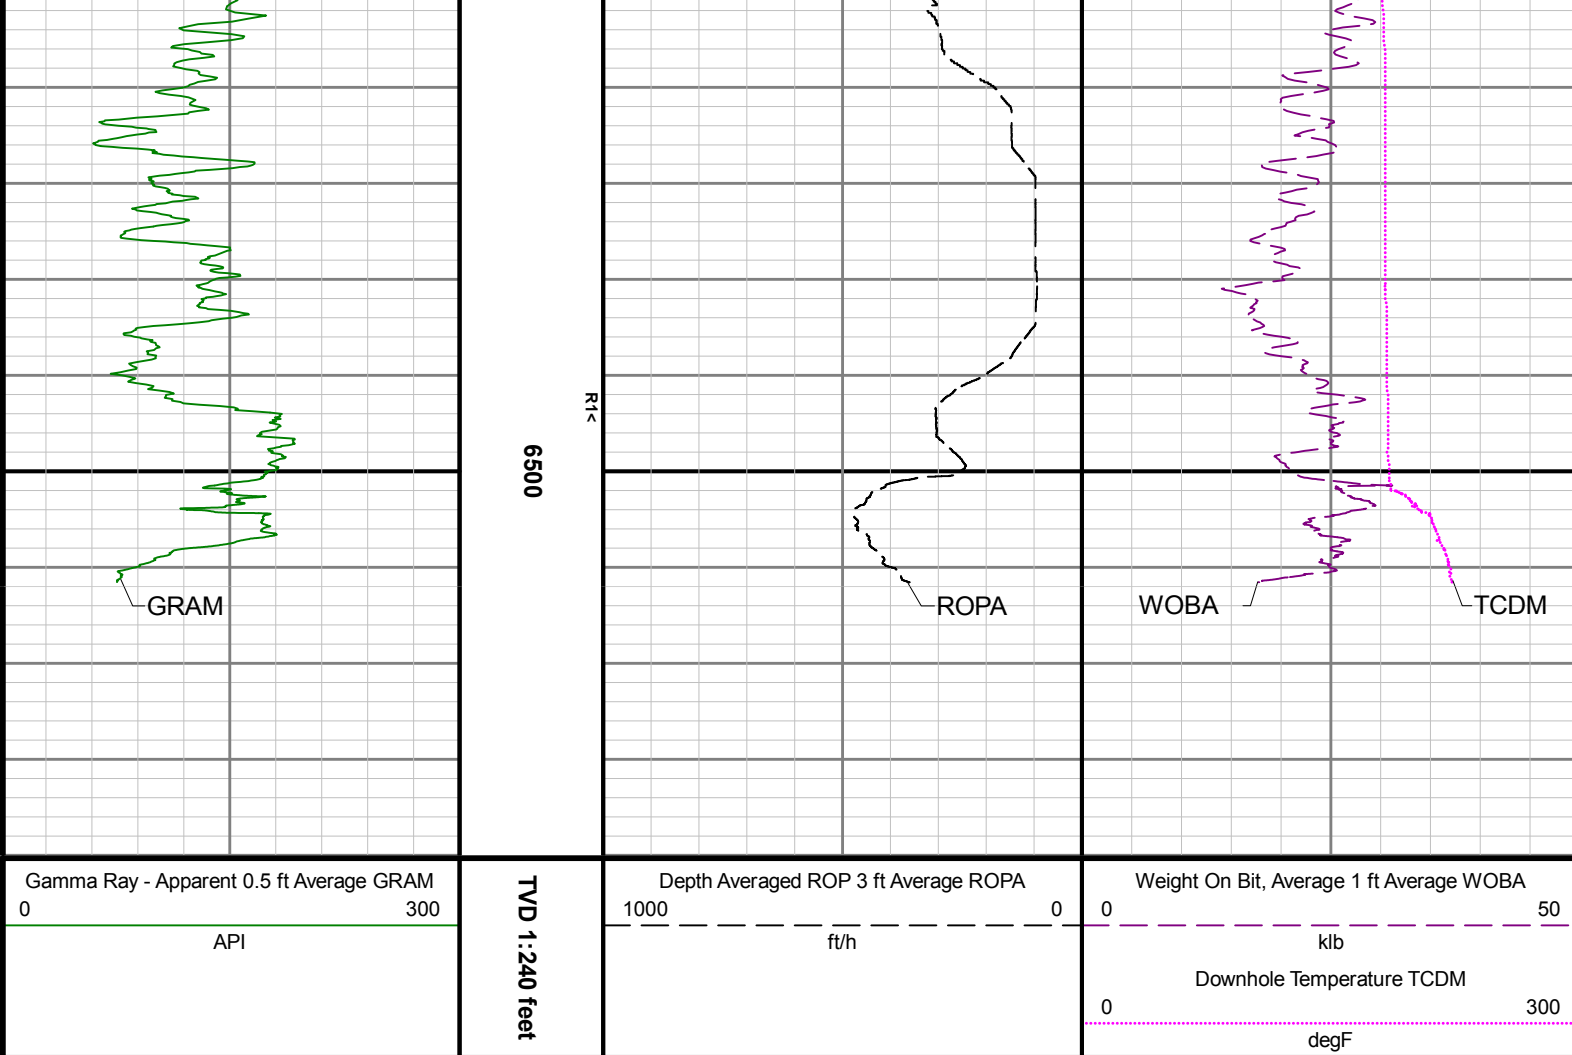 R1<
6500
GRAM
ROPA
WOBA
TCDM
Gamma Ray - Apparent 0.5 ft Average GRAM
0 300
API
TVD 1:240 feet
Depth Averaged ROP 3 ft Average ROPA
1000 0
ft/h
Weight On Bit, Average 1 ft Average WOBA
0 50
klb
Downhole Temperature TCDM
0 300
degF